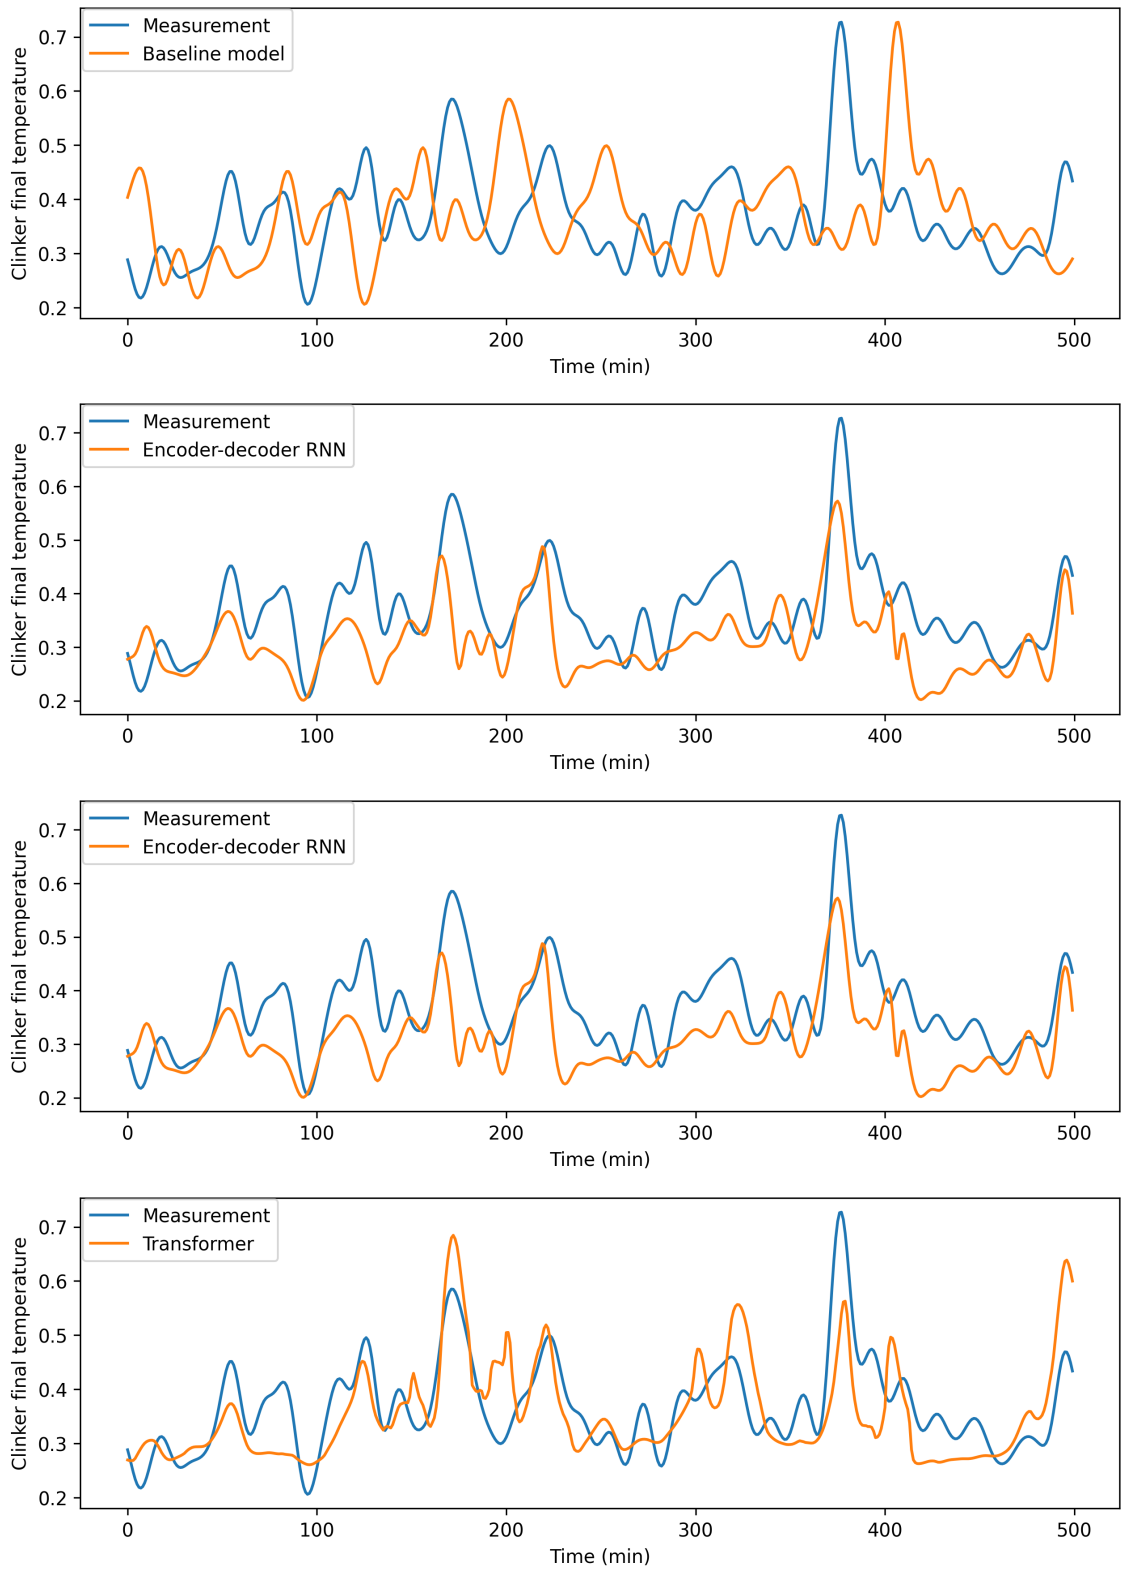 Measurement
Baseline model
Clinker final temperature
0.7
0.6
0.5
0.4
0.3
0.2
0 100 200 300 400 500
Time (min)
Measurement
Encoder-decoder RNN
Clinker final temperature
0.7
0.6
0.5
0.4
0.3
0.2
0 100 200 300 400 500
Time (min)
Measurement
Encoder-decoder RNN
Clinker final temperature
0.7
0.6
0.5
0.4
0.3
0.2
0 100 200 300 400 500
Time (min)
Measurement
Transformer
Clinker final temperature
0.7
0.6
0.5
0.4
0.3
0.2
0 100 200 300 400 500
Time (min)